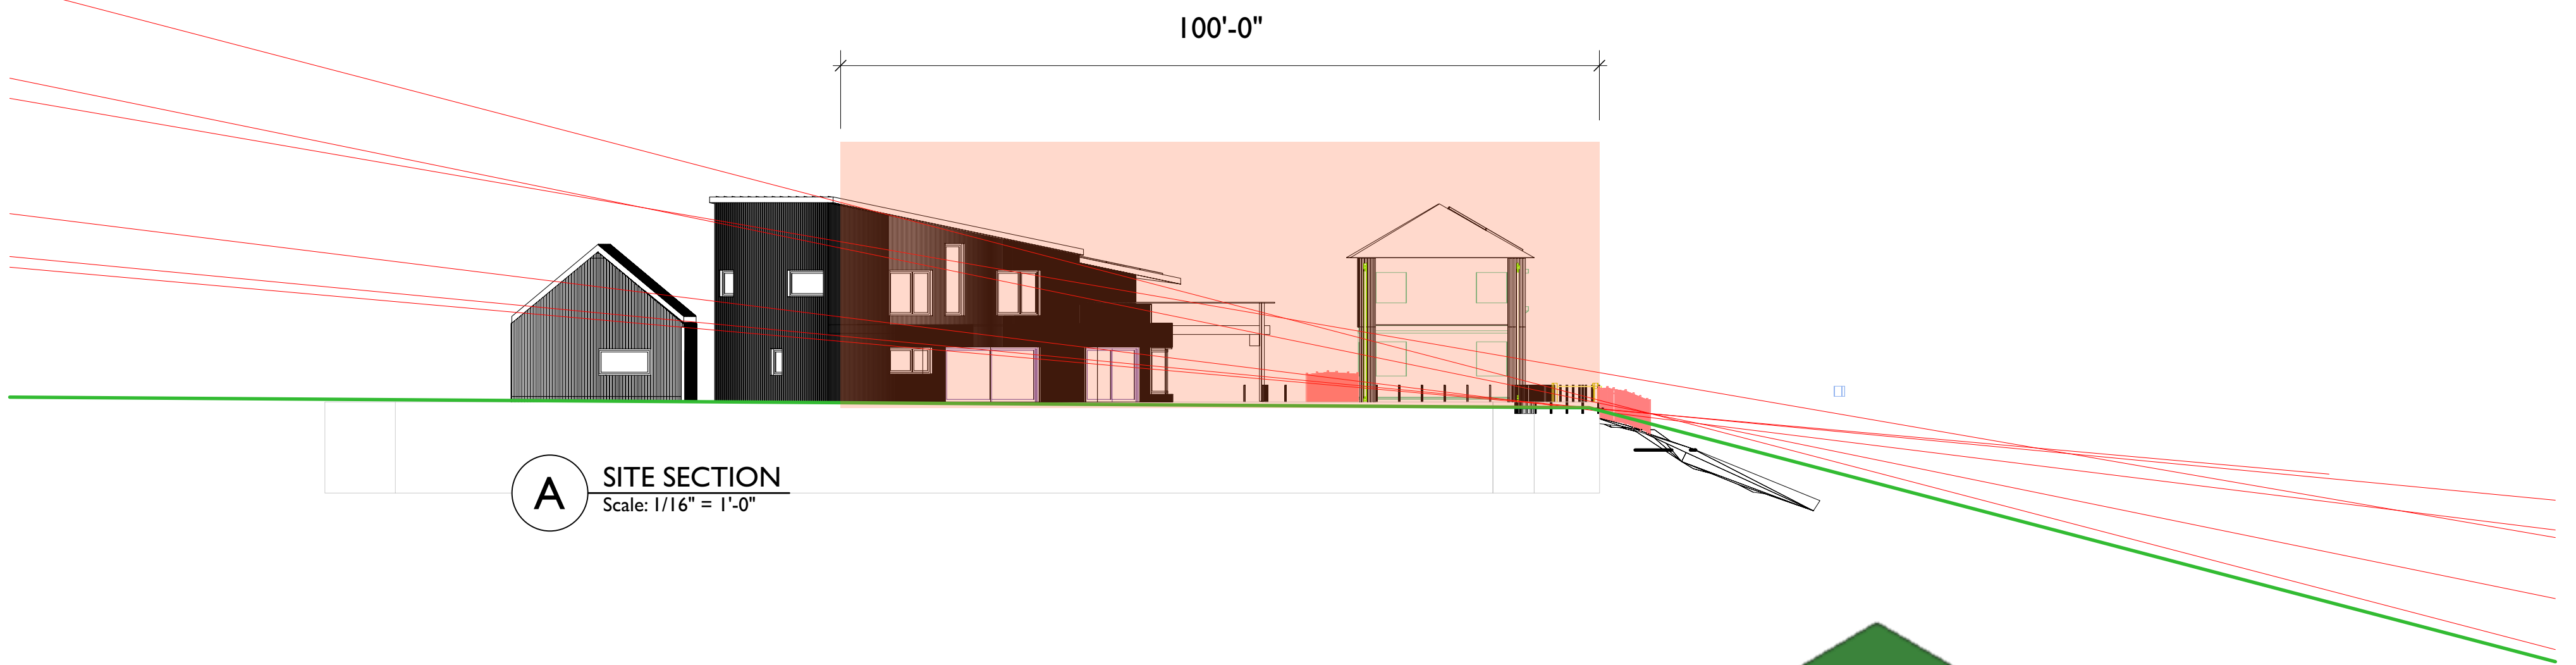 100'-0"
A
SITE SECTION
Scale: 1/16" = 1'-0"